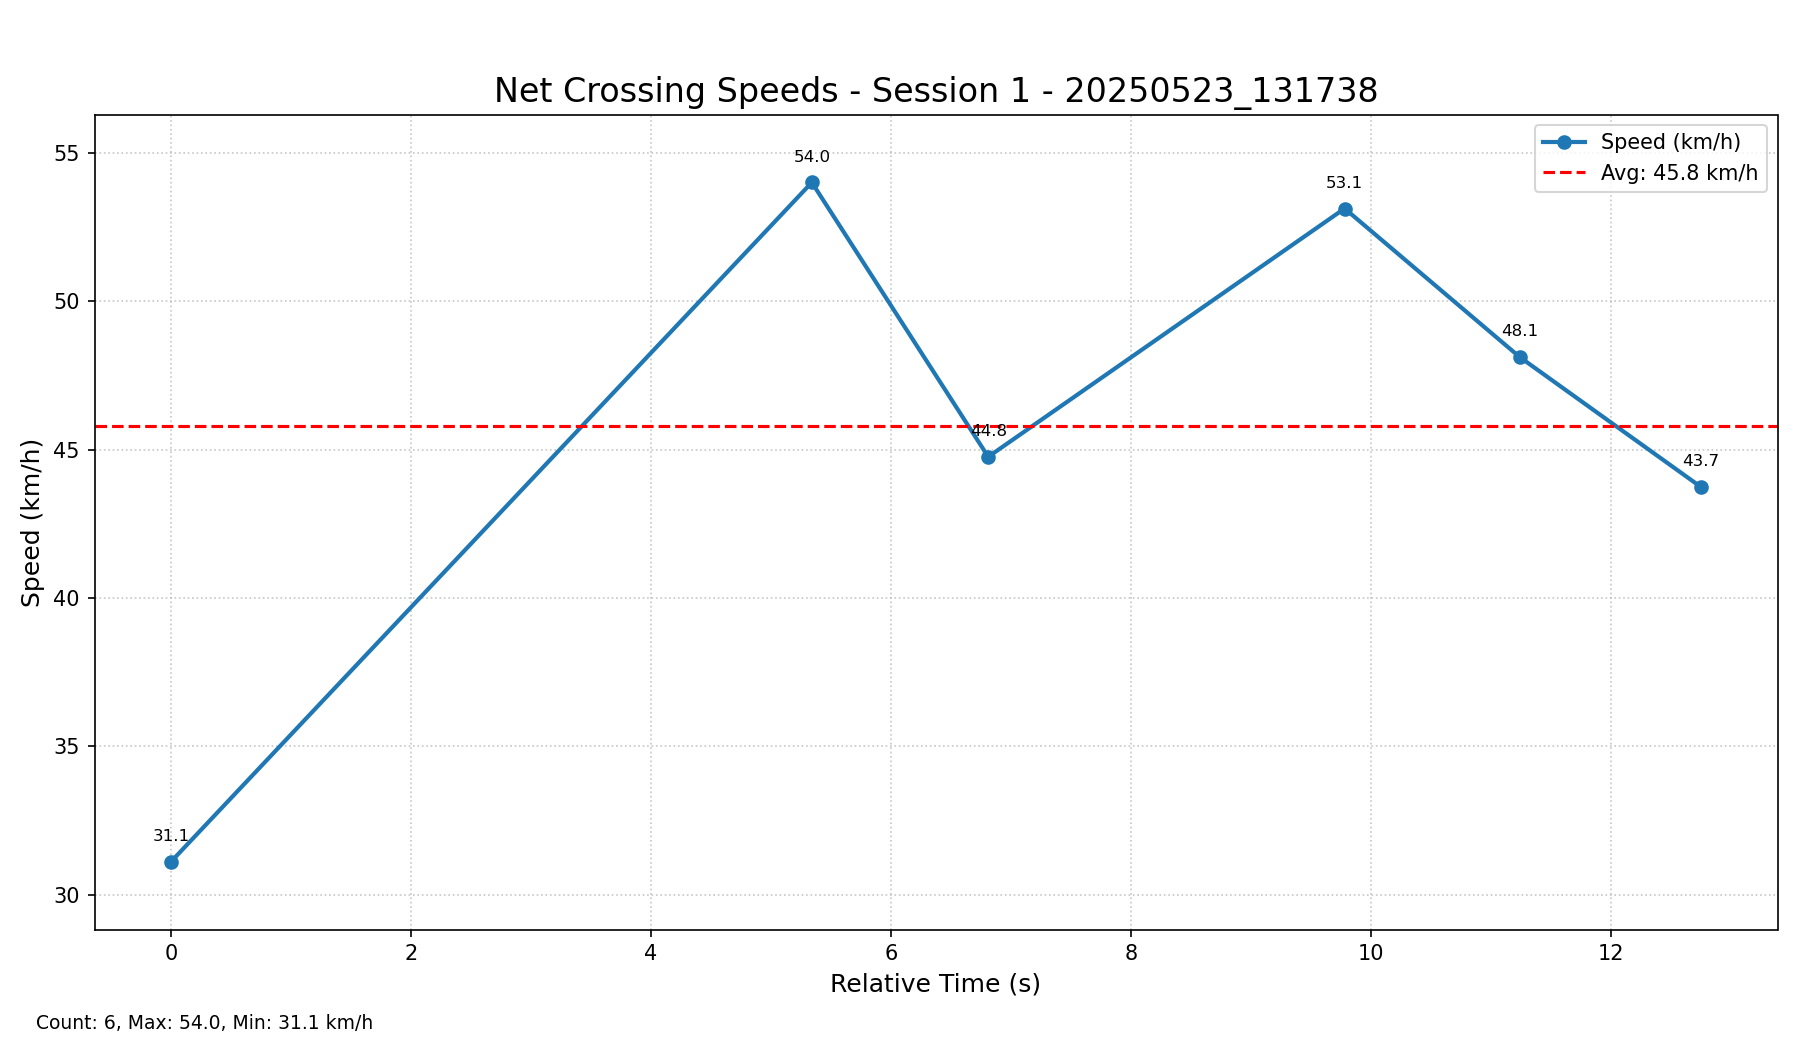 Net Crossing Speeds - Session 1 - 20250523_131738
Speed (km/h)
Avg: 45.8 km/h
55
50
45
40
35
30
Speed (km/h)
31.1
54.0
44.8
53.1
48.1
43.7
0 2 4 6 8 10 12
Relative Time (s)
Count: 6, Max: 54.0, Min: 31.1 km/h